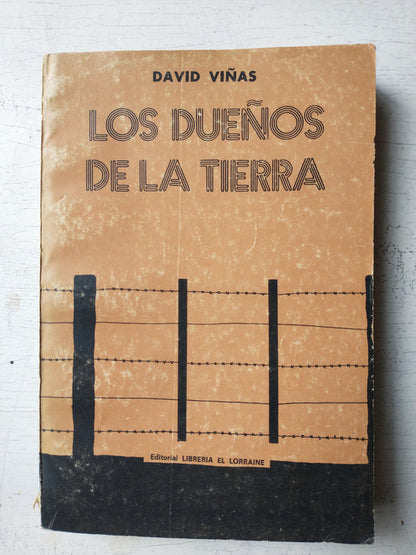 DAVID VIÑAS
LOS DUEÑOS
DE LA TIERRA
Editorial LIBRERIA EL LORRAINE